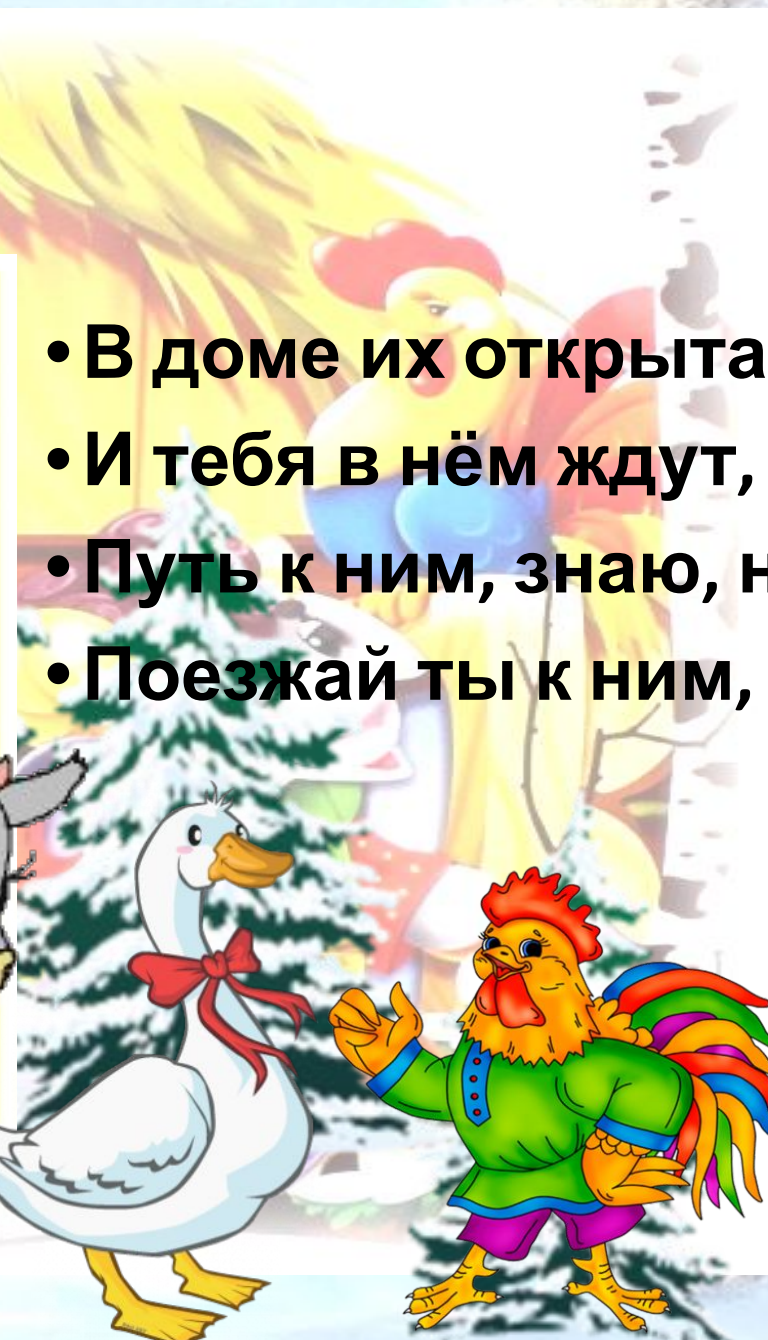 • В доме их открыта
• И тебя в нём ждут,
• Путь к ним, знаю, н
• Поезжай ты к ним,